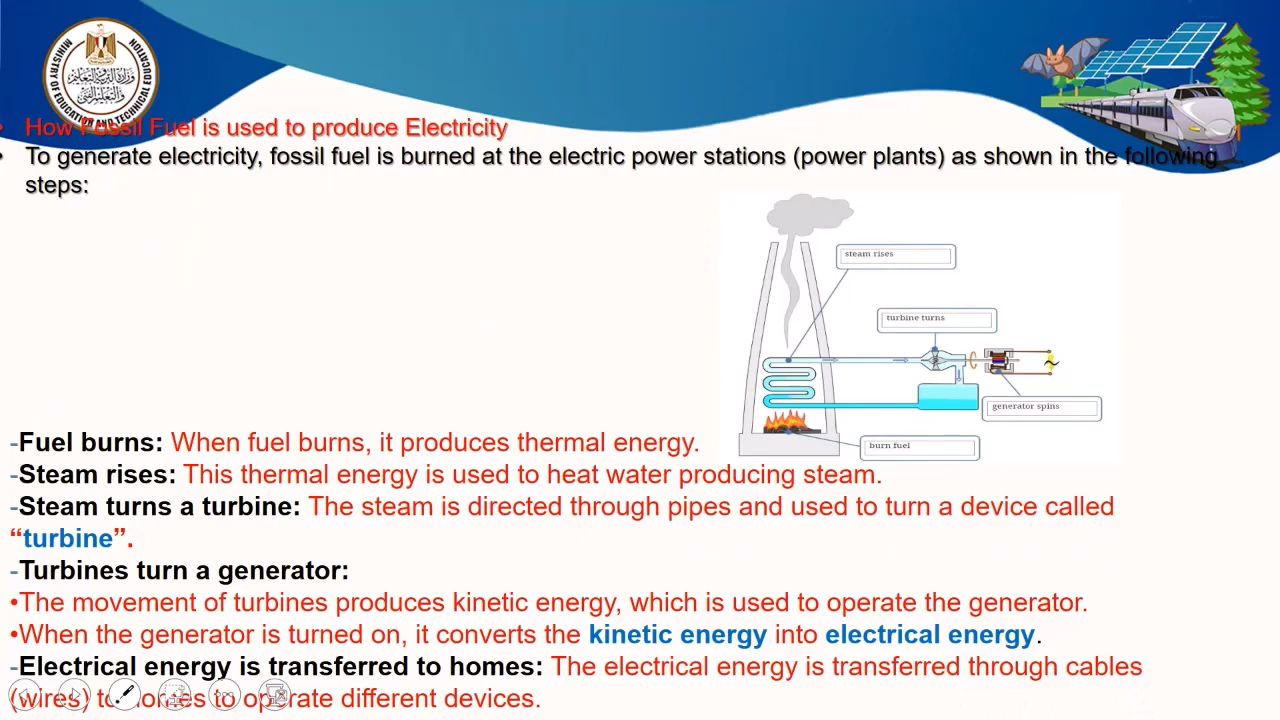 MINISTRY OF EDUCATION AND TECHNICAL EDUCATION
• How Fossil Fuel is used to produce Electricity
• To generate electricity, fossil fuel is burned at the electric power stations (power plants) as shown in the following
steps:
steam rises
turbine turns
generator spins
burn fuel
-Fuel burns: When fuel burns, it produces thermal energy.
-Steam rises: This thermal energy is used to heat water producing steam.
-Steam turns a turbine: The steam is directed through pipes and used to turn a device called
“turbine”.
-Turbines turn a generator:
•The movement of turbines produces kinetic energy, which is used to operate the generator.
•When the generator is turned on, it converts the kinetic energy into electrical energy.
-Electrical energy is transferred to homes: The electrical energy is transferred through cables
(wires) to homes to operate different devices.